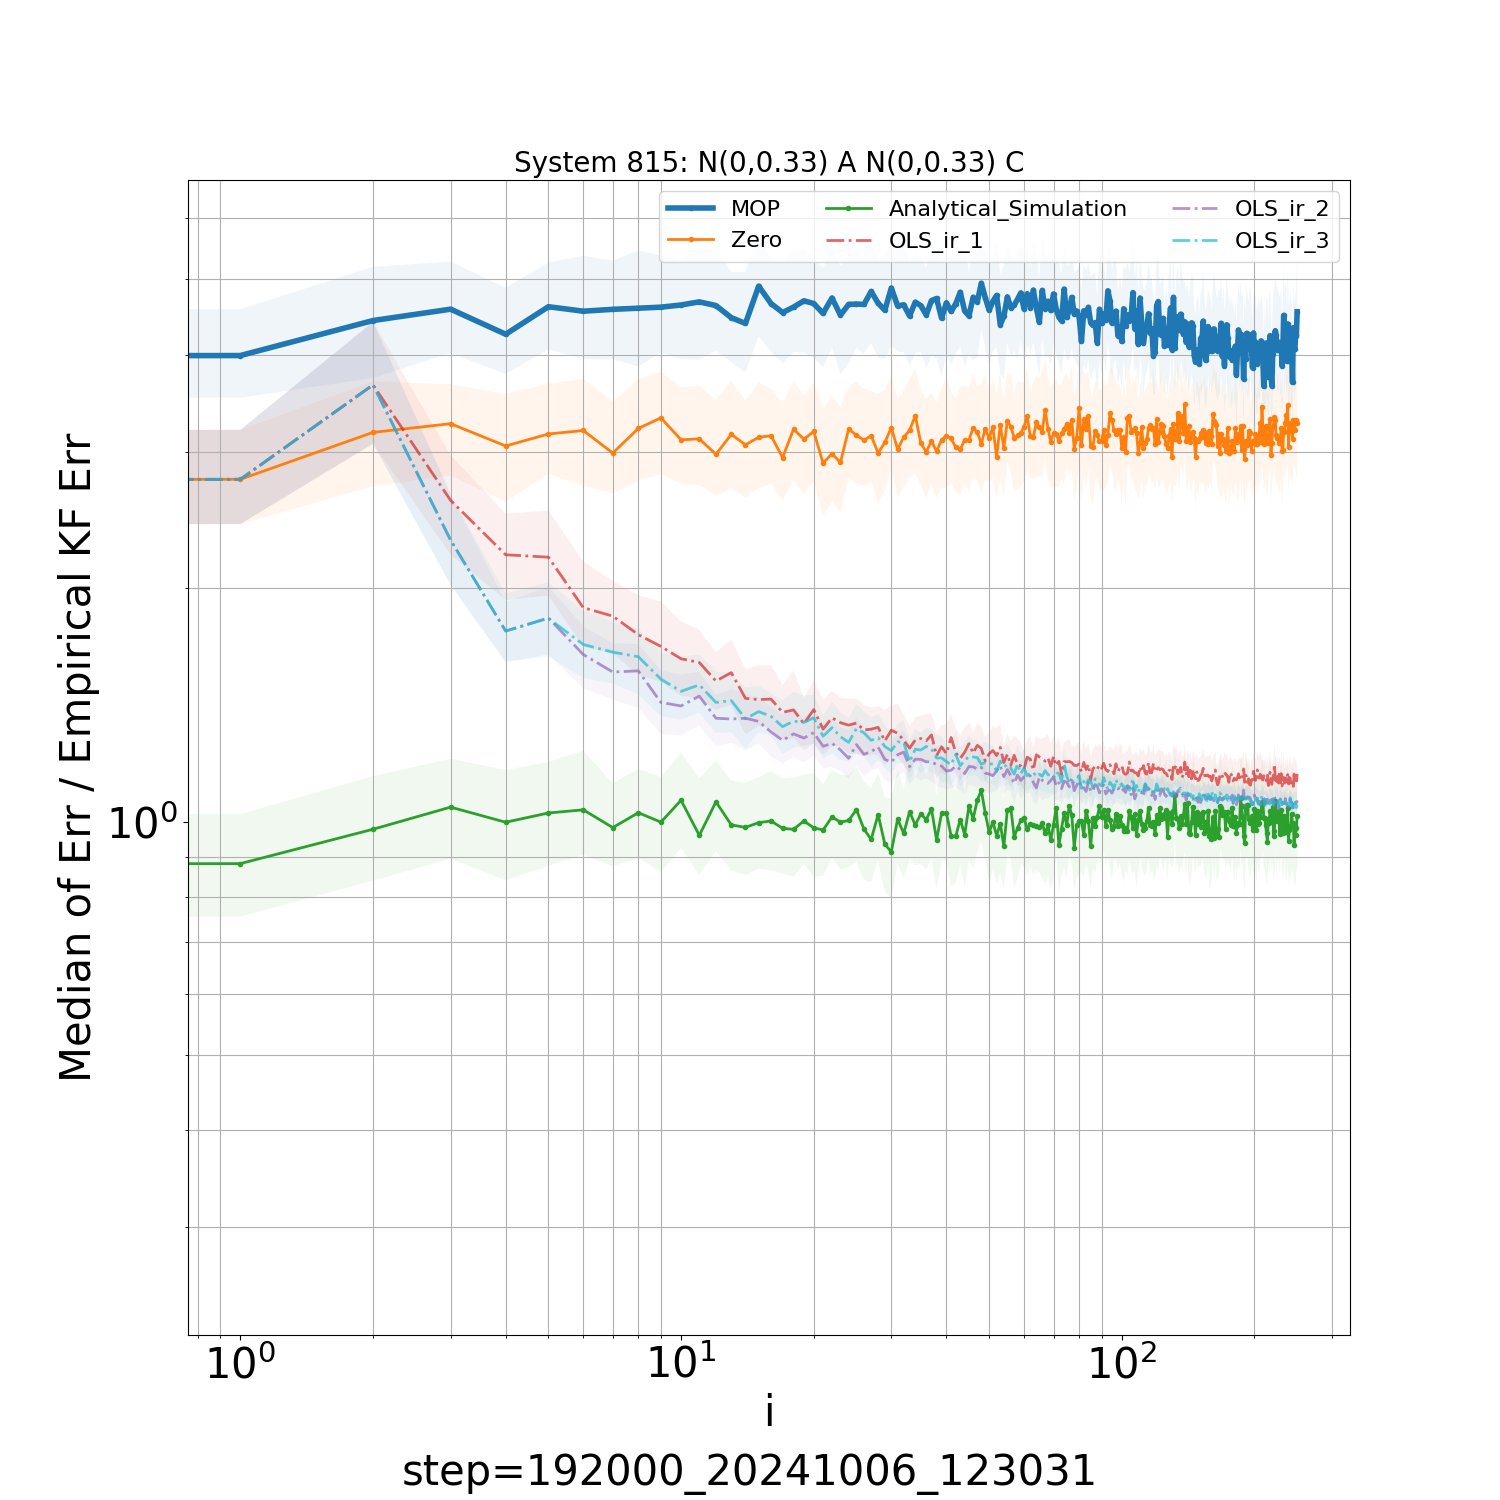 System 815: N(0,0.33) A N(0,0.33) C
MOP
Zero
Analytical_Simulation
OLS_ir_1
OLS_ir_2
OLS_ir_3
Median of Err / Empirical KF Err
10⁰
10⁰ 10¹ 10²
i
step=192000_20241006_123031